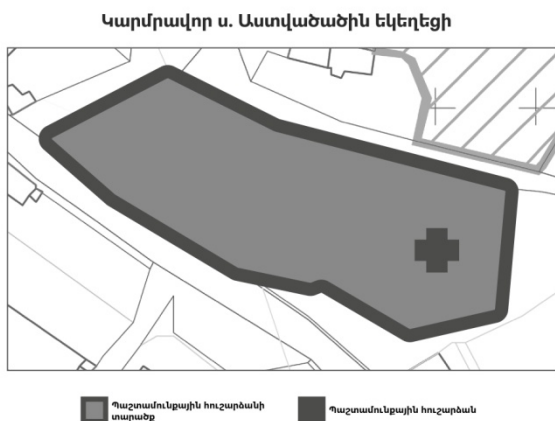 Կարմրավոր ս. Աստվածածին եկեղեցի
Պաշտամունքային հուշարձանի
տարածք
Պաշտամունքային հուշարձան